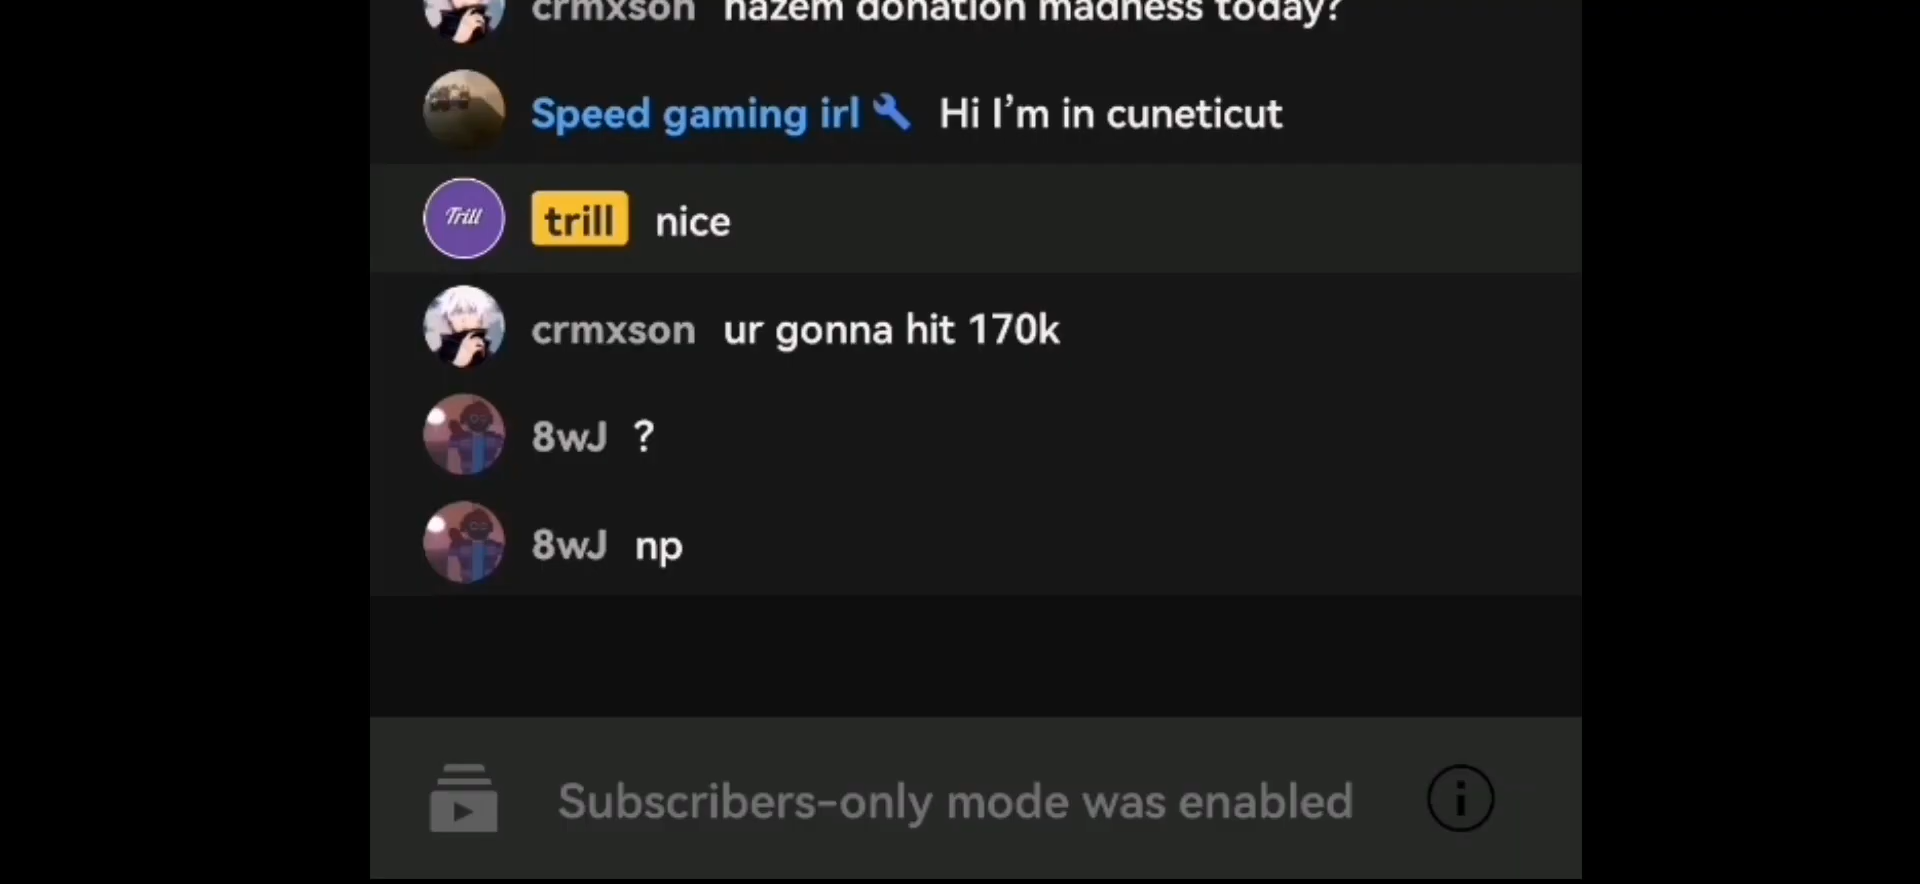 crmxson nazem donation madness today?
Speed gaming irl Hi I’m in cuneticut
Trill trill nice
crmxson ur gonna hit 170k
8wJ ?
8wJ np
Subscribers-only mode was enabled